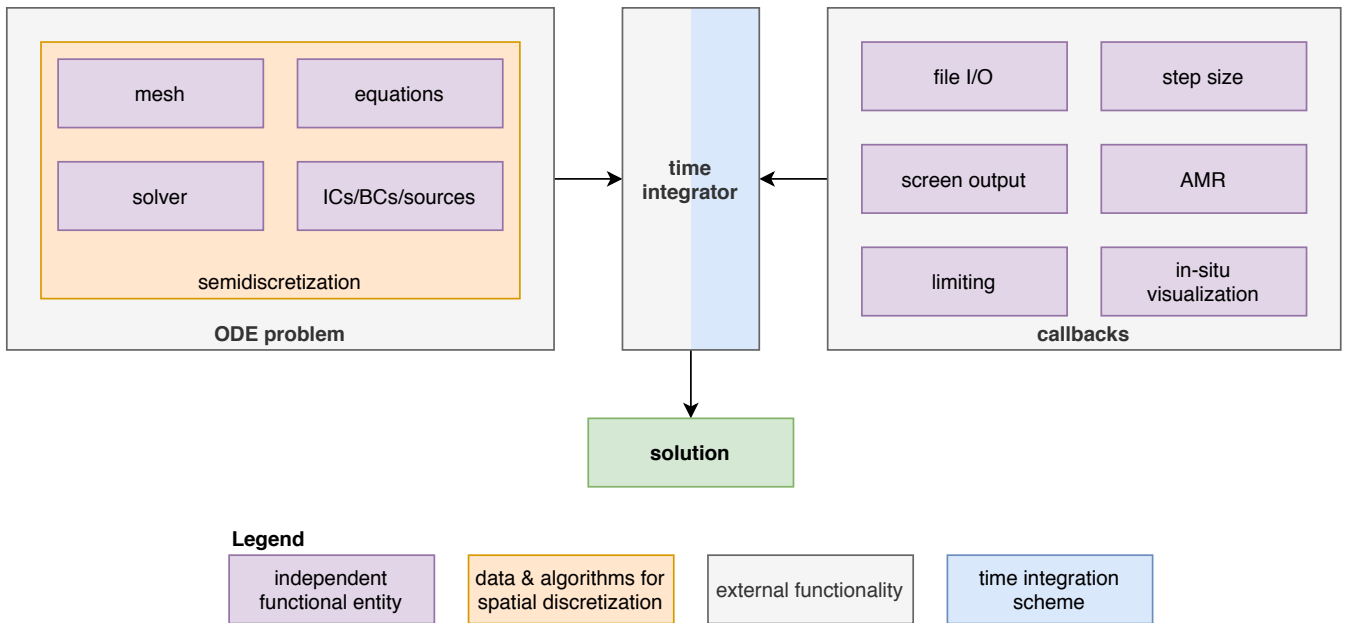 mesh
equations
solver
ICs/BCs/sources
semidiscretization
ODE problem
time
integrator
file I/O
step size
screen output
AMR
limiting
in-situ
visualization
callbacks
solution
Legend
independent
functional entity
data & algorithms for
spatial discretization
external functionality
time integration
scheme